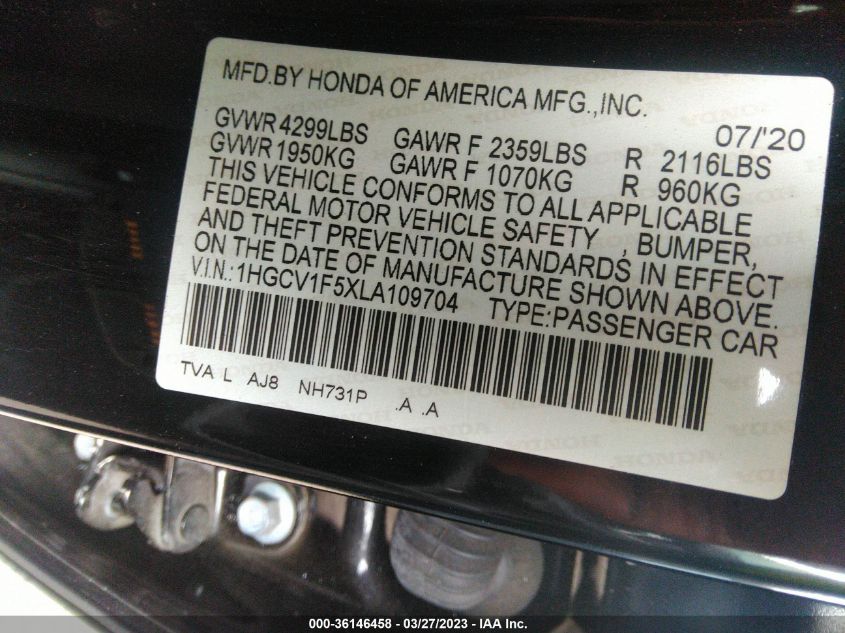 MFD.BY HONDA OF AMERICA MFG.,INC.
07/'20
GVWR 4299LBS GAWR F 2359LBS R 2116LBS
GVWR 1950KG GAWR F 1070KG R 960KG
THIS VEHICLE CONFORMS TO ALL APPLICABLE
FEDERAL MOTOR VEHICLE SAFETY , BUMPER,
AND THEFT PREVENTION STANDARDS IN EFFECT
ON THE DATE OF MANUFACTURE SHOWN ABOVE.
V.I.N.:1HGCV1F5XLA109704 TYPE:PASSENGER CAR
TVA L AJ8 NH731P .A .A
HONDA
000-36146458 - 03/27/2023 - IAA Inc.